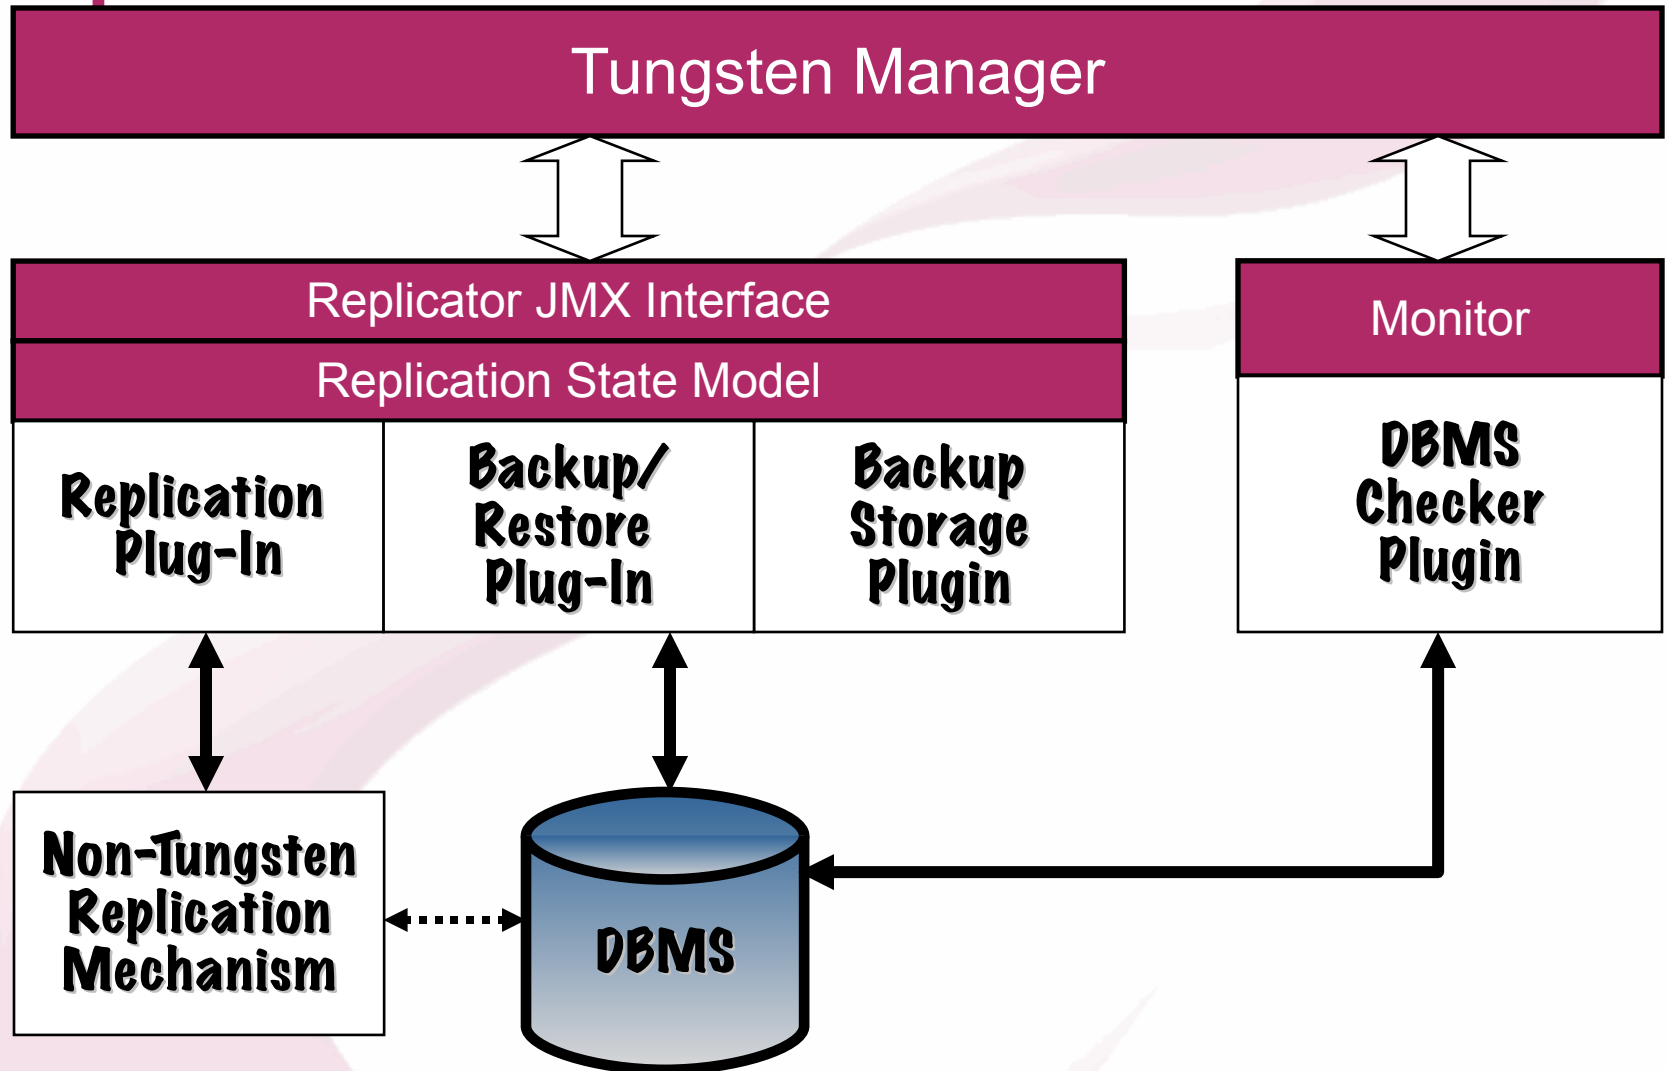 Tungsten Manager
Replicator JMX Interface
Replication State Model
Monitor
Replication
Plug-In
Backup/
Restore
Plug-In
Backup
Storage
Plugin
DBMS
Checker
Plugin
Non-Tungsten
Replication
Mechanism
DBMS